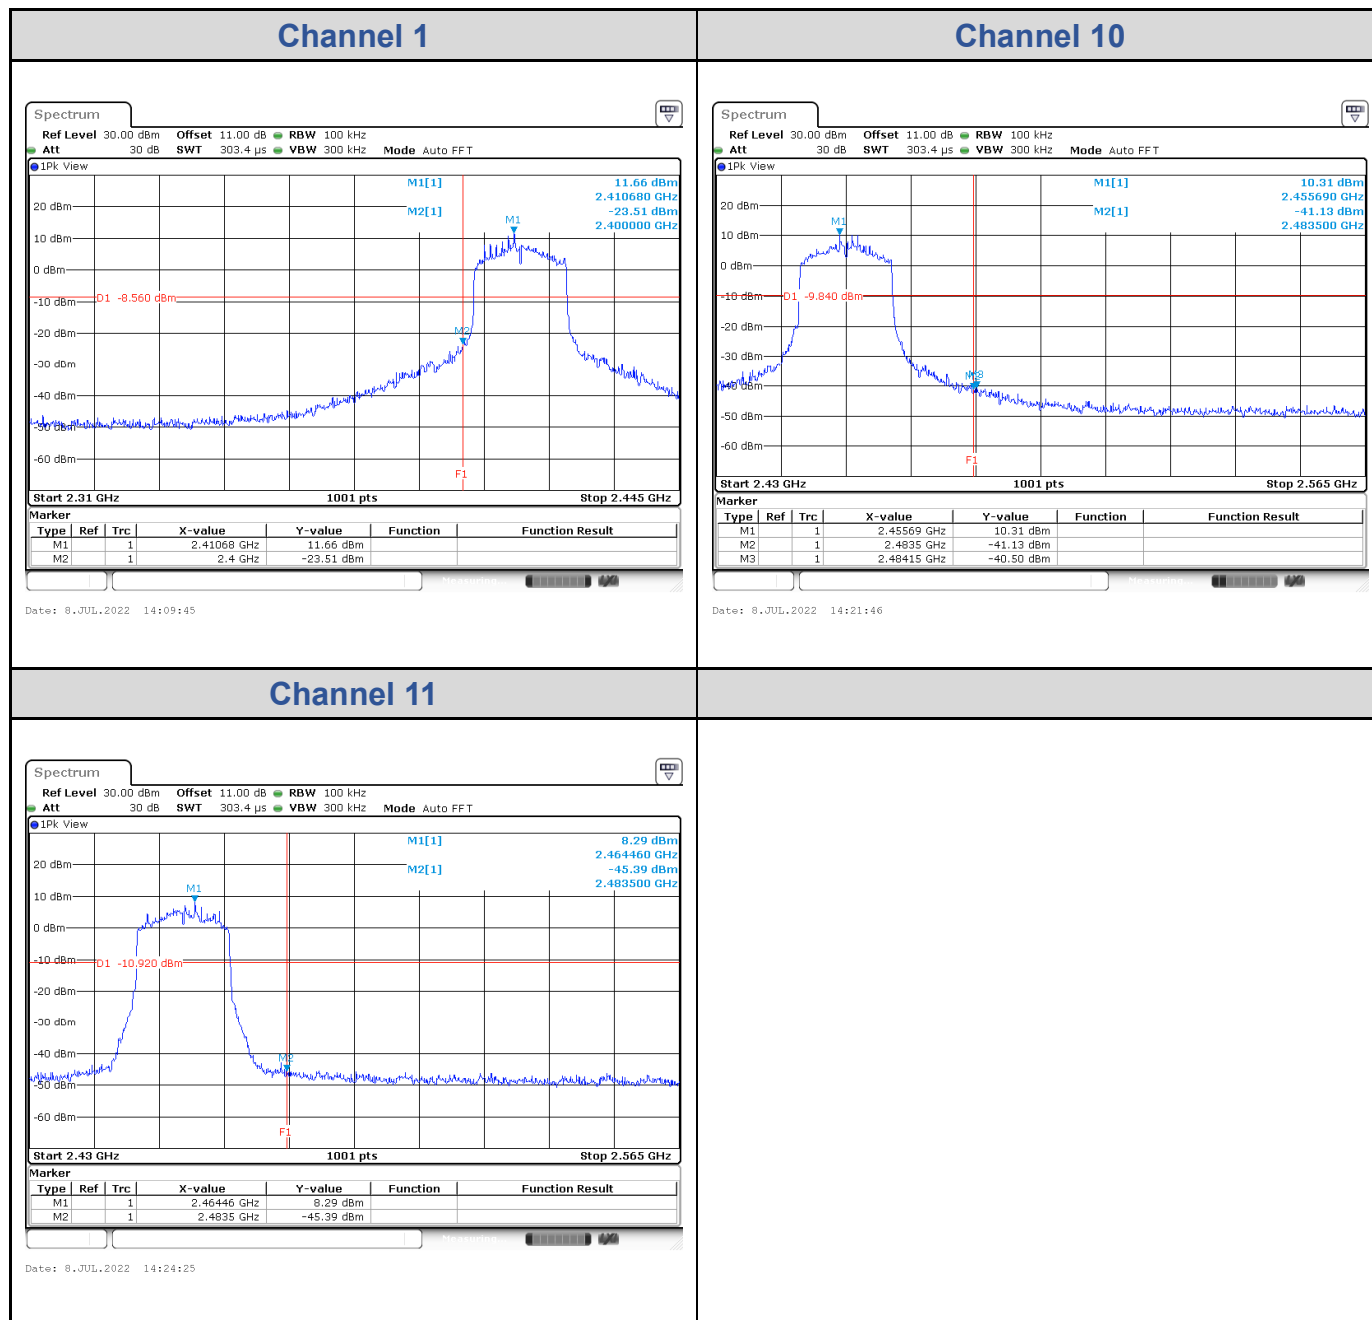 Channel 1
Spectrum
Ref Level 30.00 dBm Offset 11.00 dB RBW 100 kHz
Att 30 dB SWT 303.4 µs VBW 300 kHz Mode Auto FFT
1Pk View
M1[1] 11.66 dBm
2.410680 GHz
M2[1] -23.51 dBm
2.400000 GHz
20 dBm
M1
10 dBm
0 dBm
D1 -8.560 dBm
-10 dBm
-20 dBm
M2
-30 dBm
-40 dBm
-50 dBm
-60 dBm
F1
Start 2.31 GHz 1001 pts Stop 2.445 GHz
Marker
Type Ref Trc X-value Y-value Function Function Result
M1 1 2.41068 GHz 11.66 dBm
M2 1 2.4 GHz -23.51 dBm
Measuring...
Date: 8.JUL.2022 14:09:45
Channel 10
Spectrum
Ref Level 30.00 dBm Offset 11.00 dB RBW 100 kHz
Att 30 dB SWT 303.4 µs VBW 300 kHz Mode Auto FFT
1Pk View
M1[1] 10.31 dBm
2.455690 GHz
M2[1] -41.13 dBm
2.483500 GHz
20 dBm
M1
10 dBm
0 dBm
-10 dBm
D1 -9.840 dBm
-20 dBm
-30 dBm
-40 dBm
-50 dBm
-60 dBm
F1
Start 2.43 GHz 1001 pts Stop 2.565 GHz
Marker
Type Ref Trc X-value Y-value Function Function Result
M1 1 2.45569 GHz 10.31 dBm
M2 1 2.4835 GHz -41.13 dBm
M3 1 2.48415 GHz -40.50 dBm
Measuring...
Date: 8.JUL.2022 14:21:46
Channel 11
Spectrum
Ref Level 30.00 dBm Offset 11.00 dB RBW 100 kHz
Att 30 dB SWT 303.4 µs VBW 300 kHz Mode Auto FFT
1Pk View
M1[1] 8.29 dBm
2.464460 GHz
M2[1] -45.39 dBm
2.483500 GHz
20 dBm
M1
10 dBm
0 dBm
-10 dBm
D1 -10.920 dBm
-20 dBm
-30 dBm
-40 dBm
M2
-50 dBm
-60 dBm
F1
Start 2.43 GHz 1001 pts Stop 2.565 GHz
Marker
Type Ref Trc X-value Y-value Function Function Result
M1 1 2.46446 GHz 8.29 dBm
M2 1 2.4835 GHz -45.39 dBm
Measuring...
Date: 8.JUL.2022 14:24:25